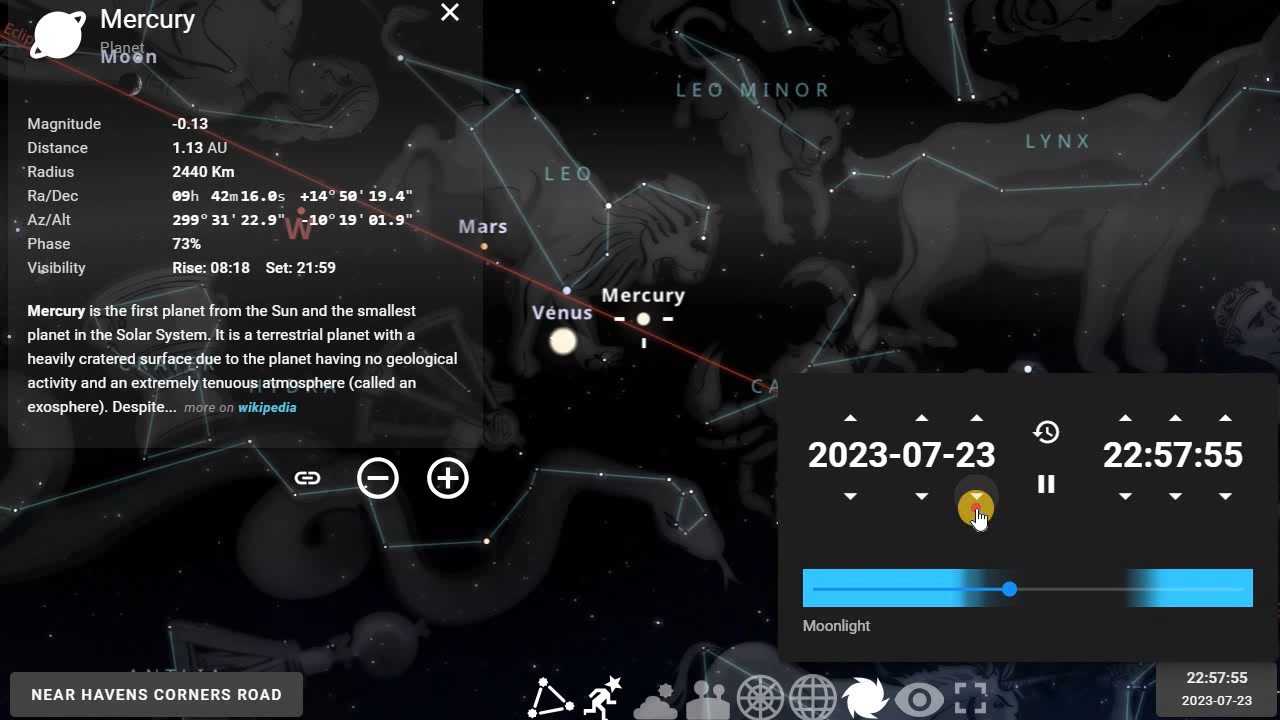 Mercury
Planet
Moon
Magnitude -0.13
Distance 1.13 AU
Radius 2440 Km
Ra/Dec 09h 42m16.0s +14°50'19.4"
Az/Alt 299°31'22.9" -10°19'01.9"
W
Phase 73%
Visibility Rise: 08:18 Set: 21:59
Mercury is the first planet from the Sun and the smallest
planet in the Solar System. It is a terrestrial planet with a
heavily cratered surface due to the planet having no geological
activity and an extremely tenuous atmosphere (called an
exosphere). Despite... more on wikipedia
HYDRA
LEO MINOR
LYNX
LEO
Mars
Mercury
Venus
CA
2023-07-23 22:57:55
Moonlight
NEAR HAVENS CORNERS ROAD
22:57:55
2023-07-23